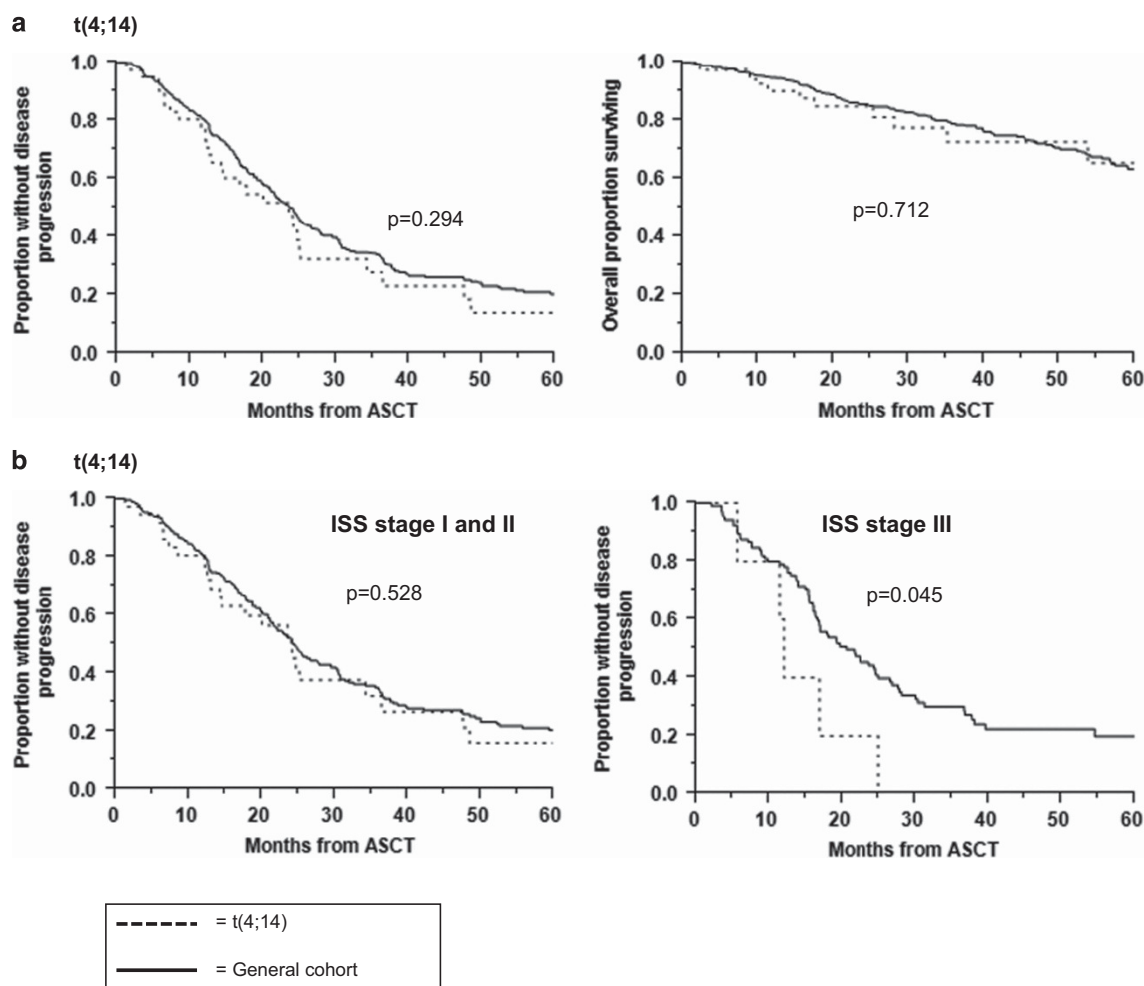 a t(4;14)
Proportion without disease
progression
1.0
0.8
0.6
0.4
0.2
0.0
p=0.294
0 10 20 30 40 50 60
Months from ASCT
Overall proportion surviving
1.0
0.8
0.6
0.4
0.2
0.0
p=0.712
0 10 20 30 40 50 60
Months from ASCT
b t(4;14)
Proportion without disease
progression
1.0
0.8
0.6
0.4
0.2
0.0
ISS stage I and II
p=0.528
0 10 20 30 40 50 60
Months from ASCT
Proportion without disease
progression
1.0
0.8
0.6
0.4
0.2
0.0
ISS stage III
p=0.045
0 10 20 30 40 50 60
Months from ASCT
= t(4;14)
= General cohort